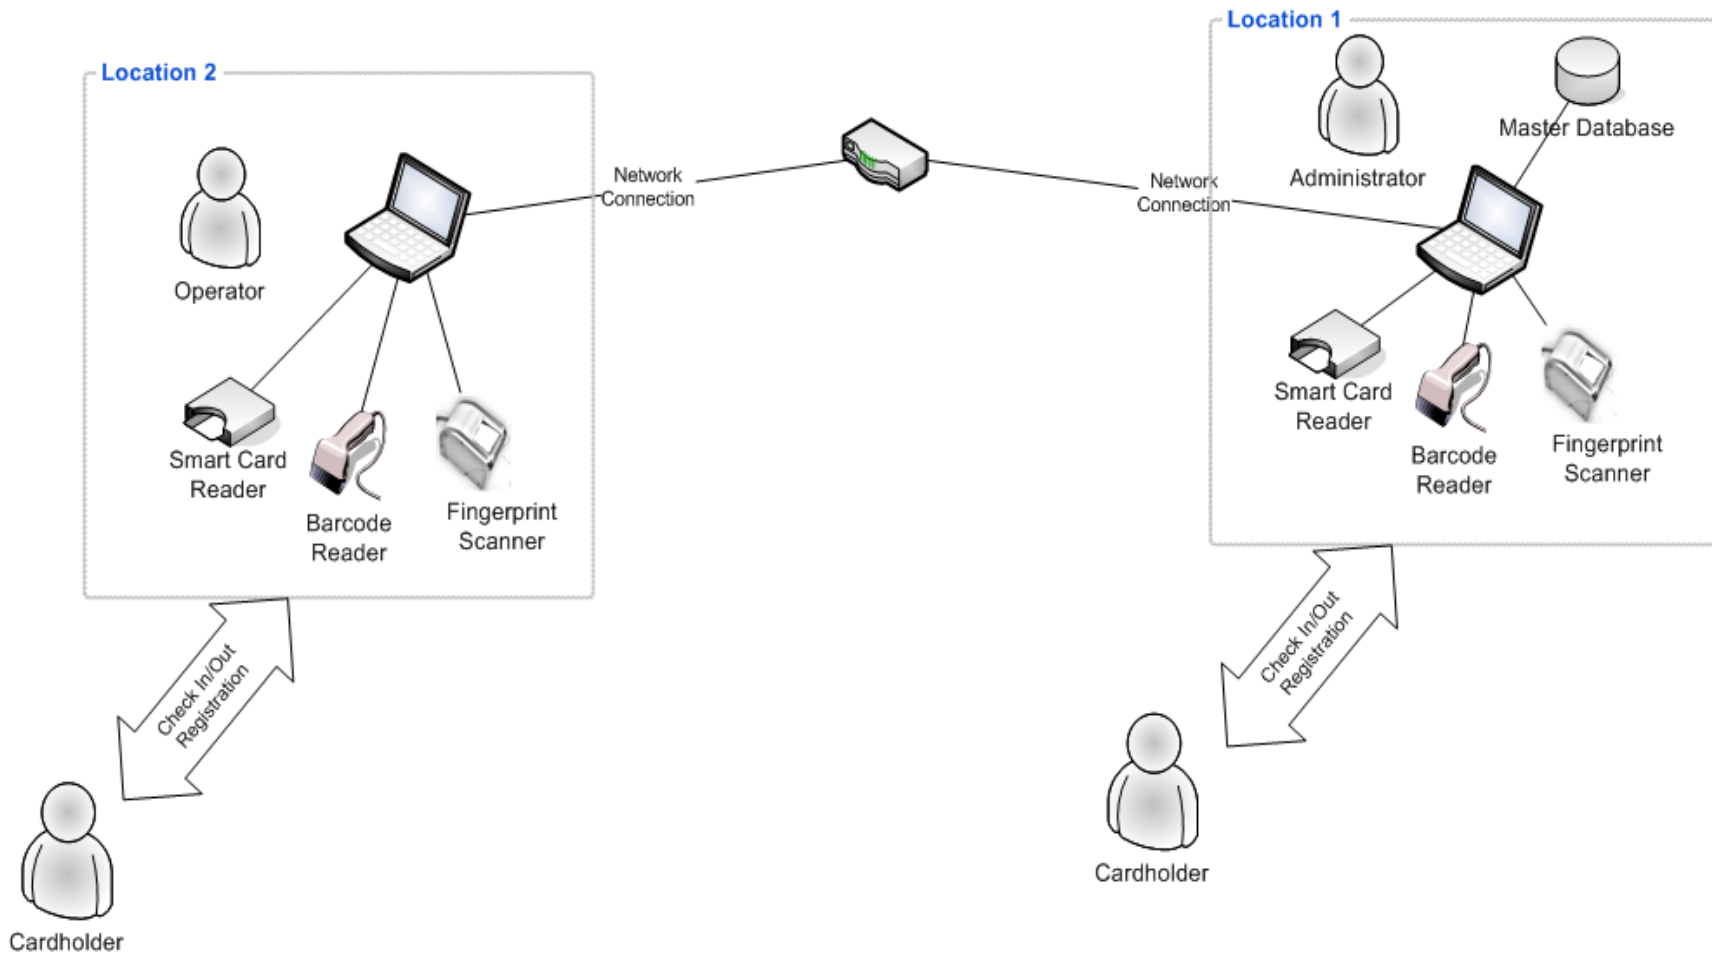 Location 1
Location 2
Master Database
Network
Connection
Network
Connection
Administrator
Operator
Smart Card
Reader
Barcode
Reader
Fingerprint
Scanner
Smart Card
Reader
Barcode
Reader
Fingerprint
Scanner
Check In/Out
Registration
Check In/Out
Registration
Cardholder
Cardholder